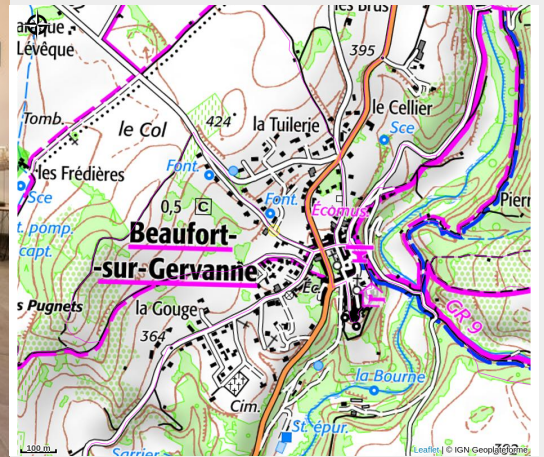 les Brus
Lévêque
395
Tomb.
le Col
424
la Tuilerie
le Cellier
Sce
Font.
les Frédières
Sce
0,5 C
Font.
Écomus.
Pierr
t. pomp.
capt.
Beaufort-
-sur-Gervanne
s Pugnets
la Gouge
Éc.
GR 9
364
la Bourne
Cim.
St. épur.
100 m
Leaflet | © IGN Geoplateforme